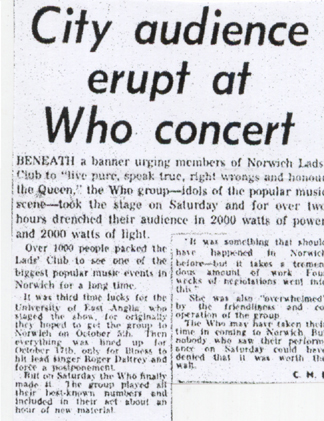 City audience
erupt at
Who concert
BENEATH a banner urging members of Norwich Lads
Club to "live pure, speak true, right wrongs and honour
the Queen," the Who group—idols of the popular music
scene—took the stage on Saturday and for over two
hours drenched their audience in 2000 watts of power
and 2000 watts of light.
Over 1000 people packed the
Lads' Club to see one of the
biggest popular music events in
Norwich for a long time.
It was third time lucky for the
University of East Anglia, who
staged the show, for originally
they hoped to get the group to
Norwich on October 5th. Then
everything was lined up for
October 17th, only for illness to
hit lead singer Roger Daltrey and
force a postponement.
But on Saturday the Who finally
made it. The group played all
their best-known numbers and
included in their act about an
hour of new material.
"It was something that should
have happened in Norwich
before—but it takes a tremen-
dous amount of work. Four
weeks of negotiations went into
this."
She was also "overwhelmed"
by the friendliness and co
operation of the group.
The Who may have taken their
time in coming to Norwich. But
nobody who saw their perform-
ance on Saturday could have
denied that it was worth the
wait.
C. M.